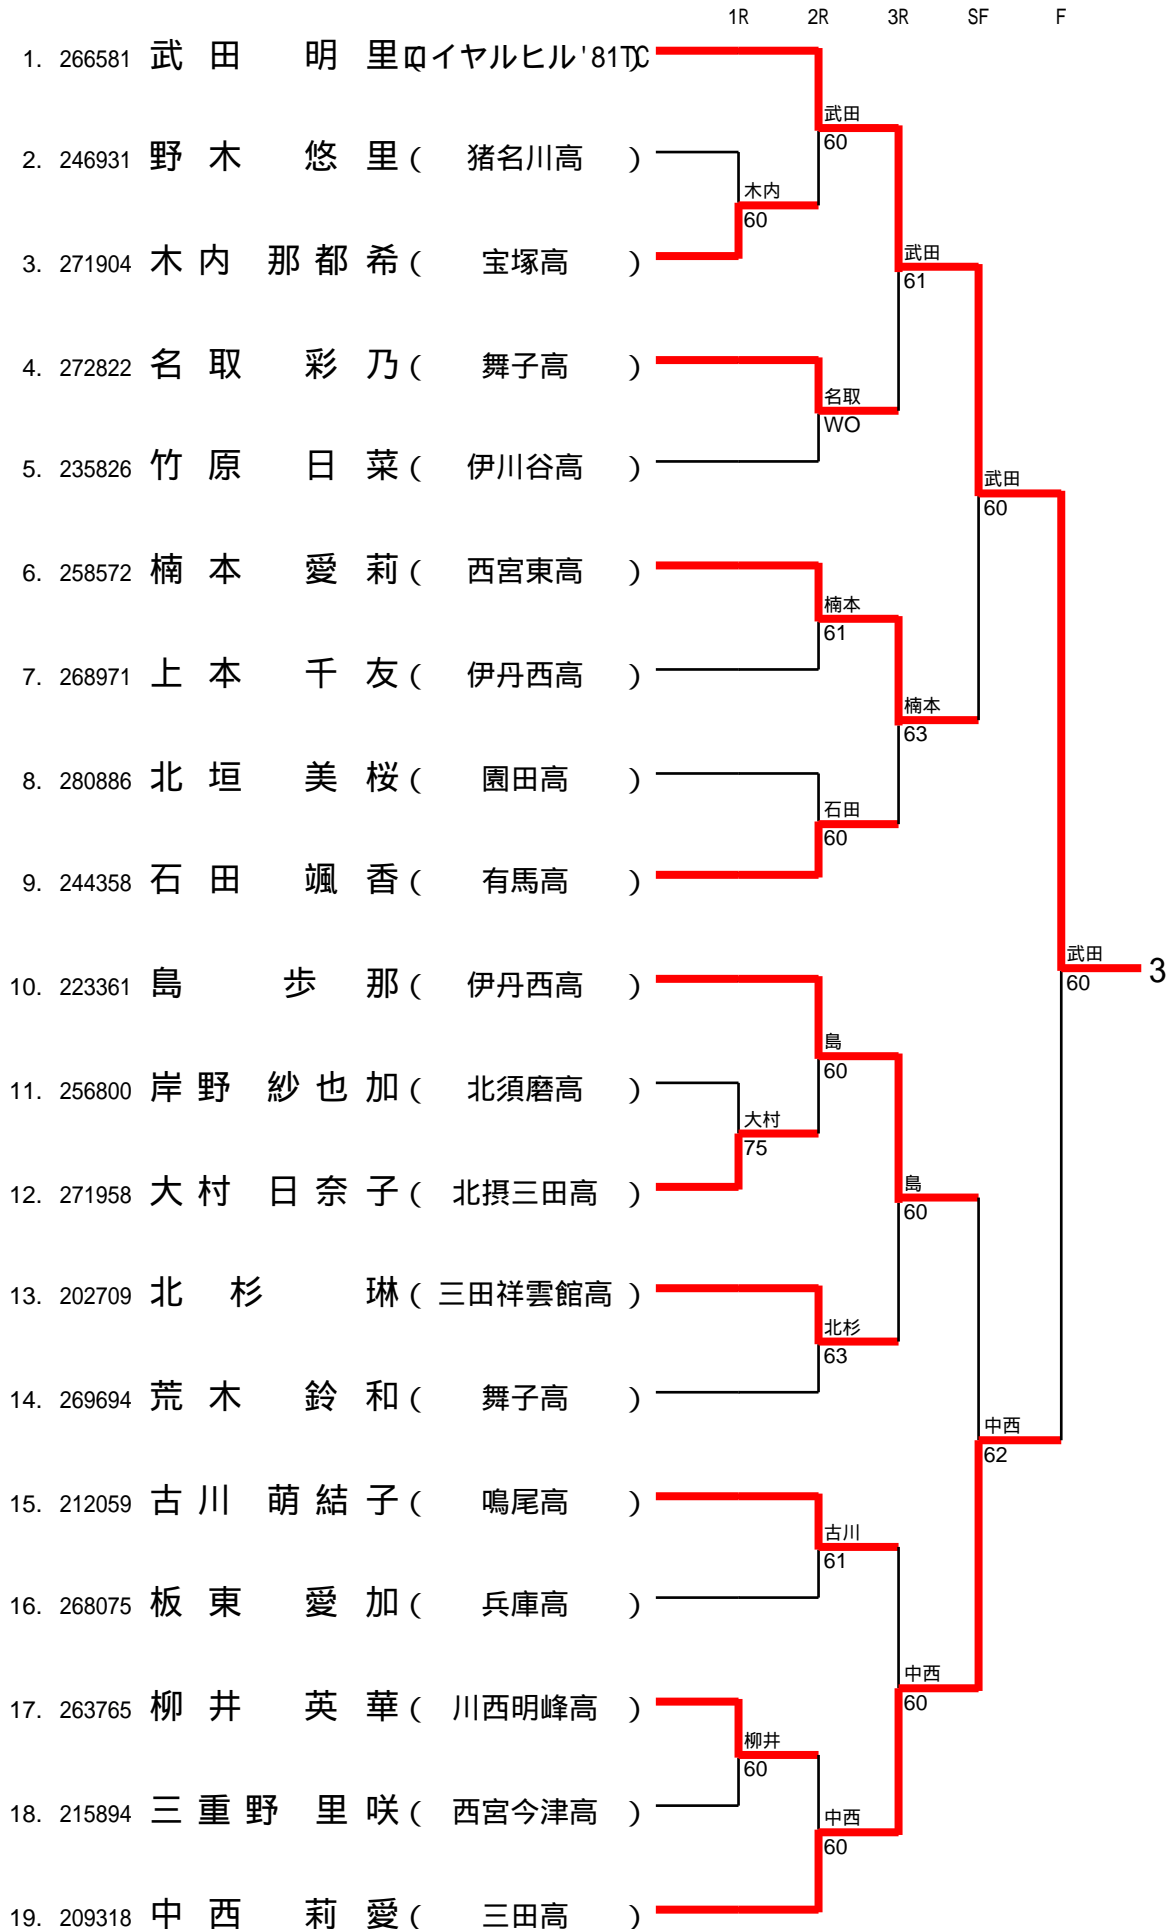 1R 2R 3R SF F
1. 266581 武田 明里 (ロイヤルヒル'81TC)
武田
60
2. 246931 野木 悠里 ( 猪名川高 )
木内
60
3. 271904 木内 那都希 ( 宝塚高 )
武田
61
4. 272822 名取 彩乃 ( 舞子高 )
名取
WO
5. 235826 竹原 日菜 ( 伊川谷高 )
武田
60
6. 258572 楠本 愛莉 ( 西宮東高 )
楠本
61
7. 268971 上本 千友 ( 伊丹西高 )
楠本
63
8. 280886 北垣 美桜 ( 園田高 )
石田
60
9. 244358 石田 颯香 ( 有馬高 )
武田
60
3
10. 223361 島 歩那 ( 伊丹西高 )
島
60
11. 256800 岸野 紗也加 ( 北須磨高 )
大村
75
12. 271958 大村 日奈子 ( 北摂三田高 )
島
60
13. 202709 北杉 琳 ( 三田祥雲館高 )
北杉
63
14. 269694 荒木 鈴和 ( 舞子高 )
中西
62
15. 212059 古川 萌結子 ( 鳴尾高 )
古川
61
16. 268075 板東 愛加 ( 兵庫高 )
中西
60
17. 263765 柳井 英華 ( 川西明峰高 )
柳井
60
18. 215894 三重野 里咲 ( 西宮今津高 )
中西
60
19. 209318 中西 莉愛 ( 三田高 )